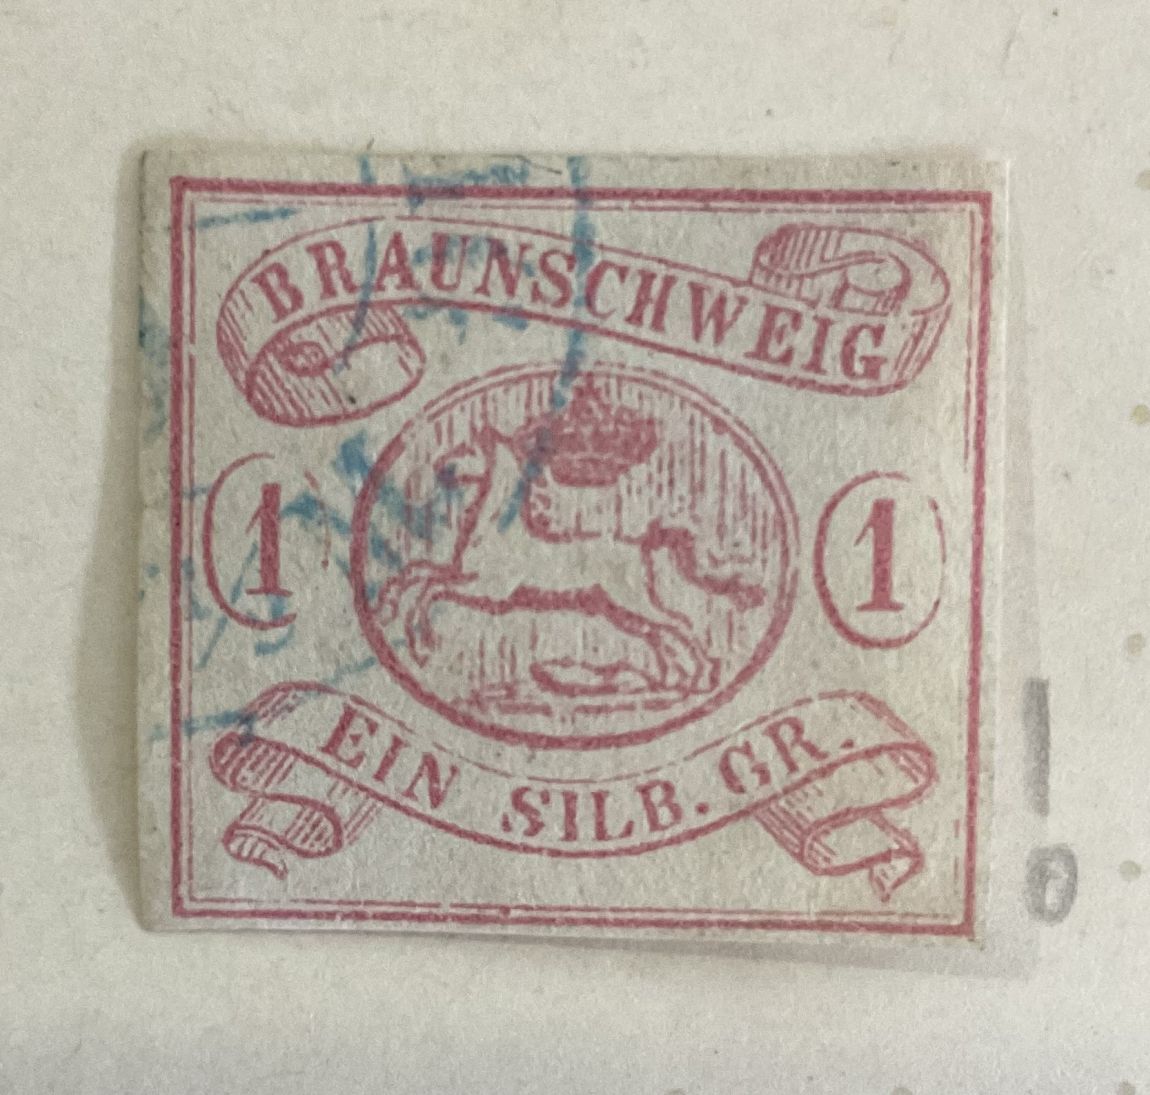 BRAUNSCHWEIG
1 1
EIN SILB. GR.